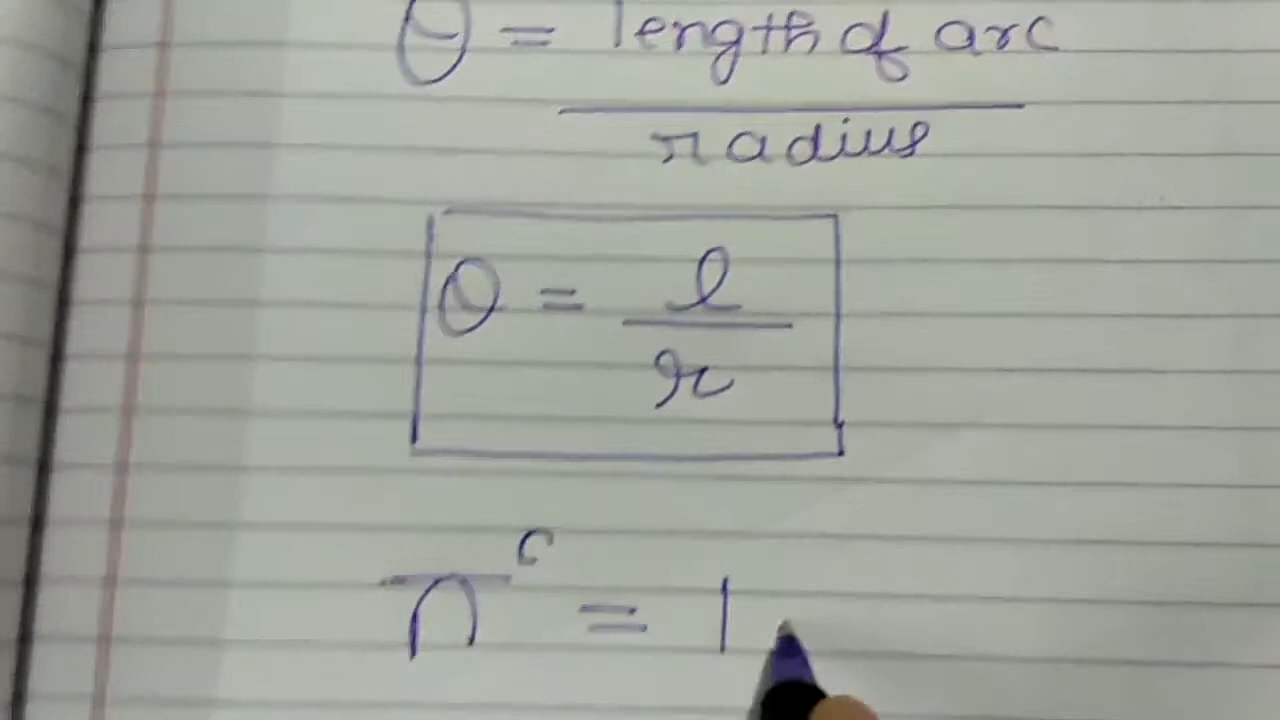 θ = length of arc
radius
θ = l
r
π^c = 1